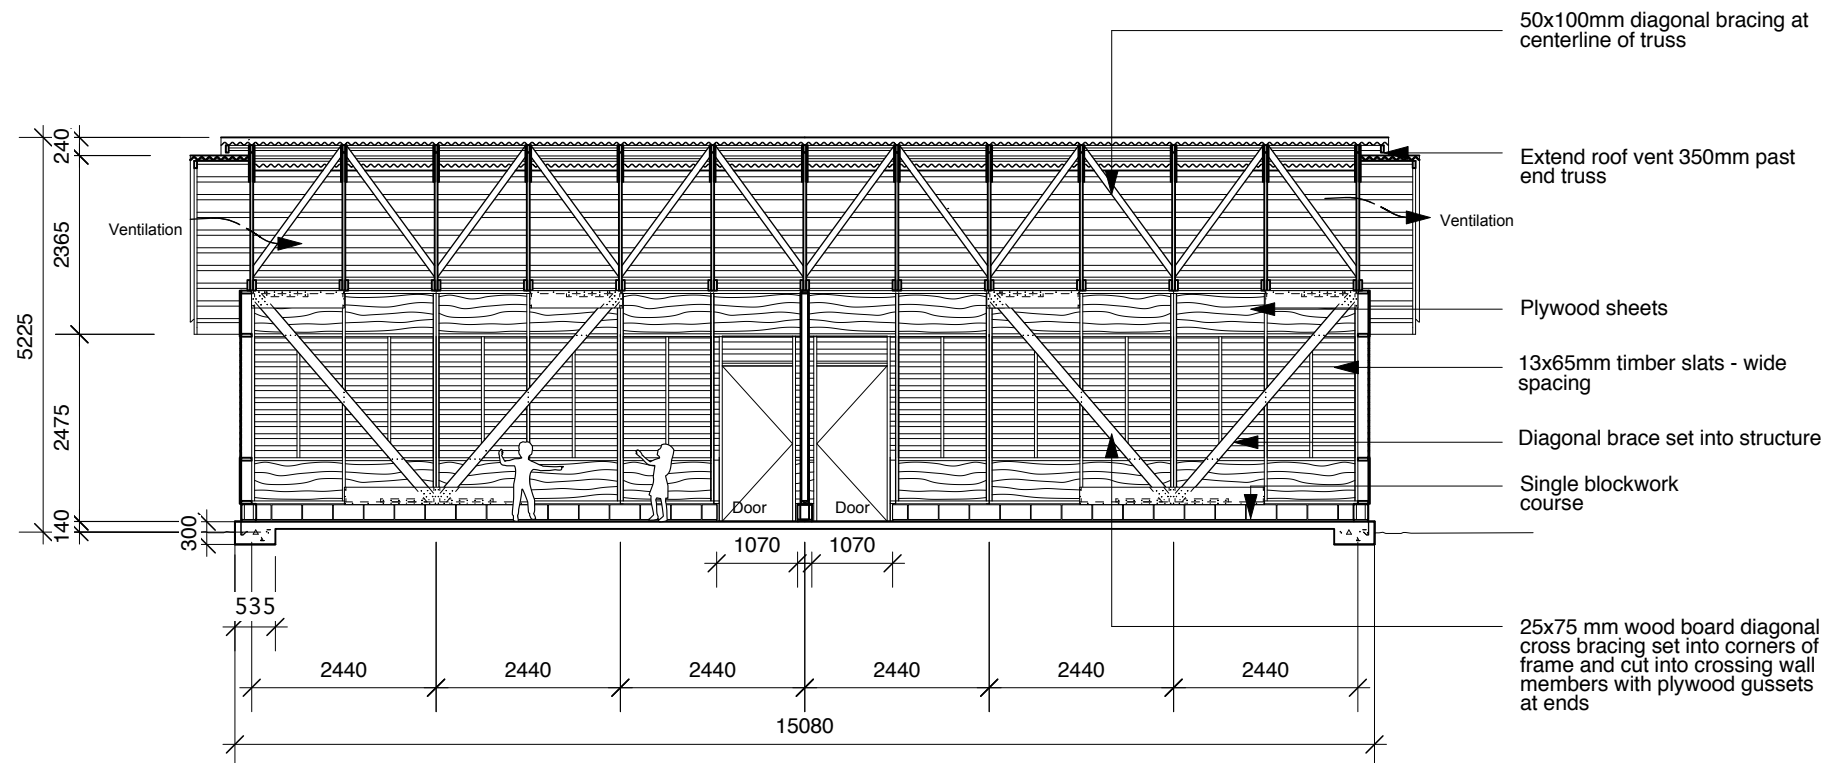 50x100mm diagonal bracing at
centerline of truss
240
Extend roof vent 350mm past
end truss
Ventilation
Ventilation
2365
5225
Plywood sheets
13x65mm timber slats - wide
spacing
2475
Diagonal brace set into structure
Single blockwork
course
Door
Door
140
300
1070
1070
535
25x75 mm wood board diagonal
cross bracing set into corners of
frame and cut into crossing wall
members with plywood gussets
at ends
2440
2440
2440
2440
2440
2440
15080